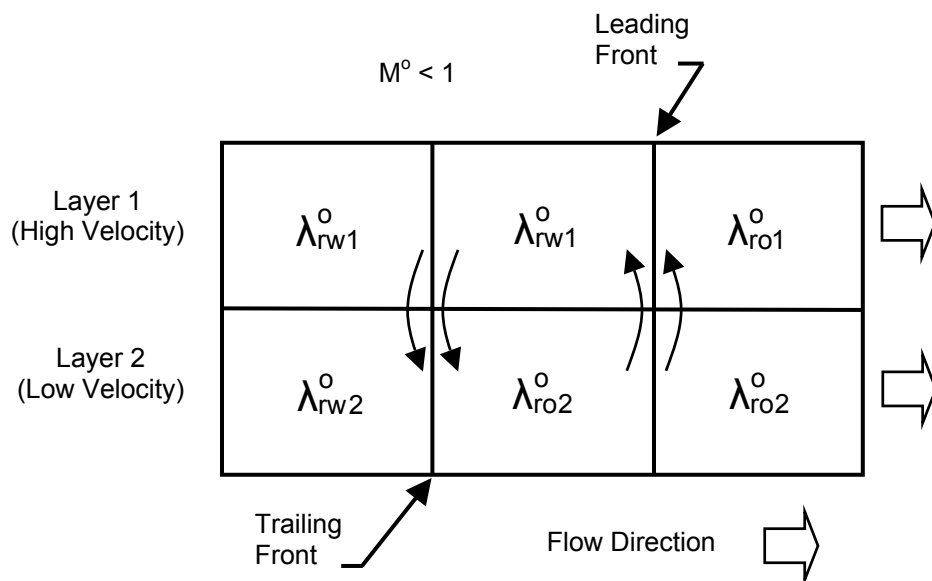 Leading
Front
M° < 1
Layer 1
(High Velocity)
λ°rw1
λ°rw1
λ°ro1
Layer 2
(Low Velocity)
λ°rw2
λ°ro2
λ°ro2
Trailing
Front
Flow Direction